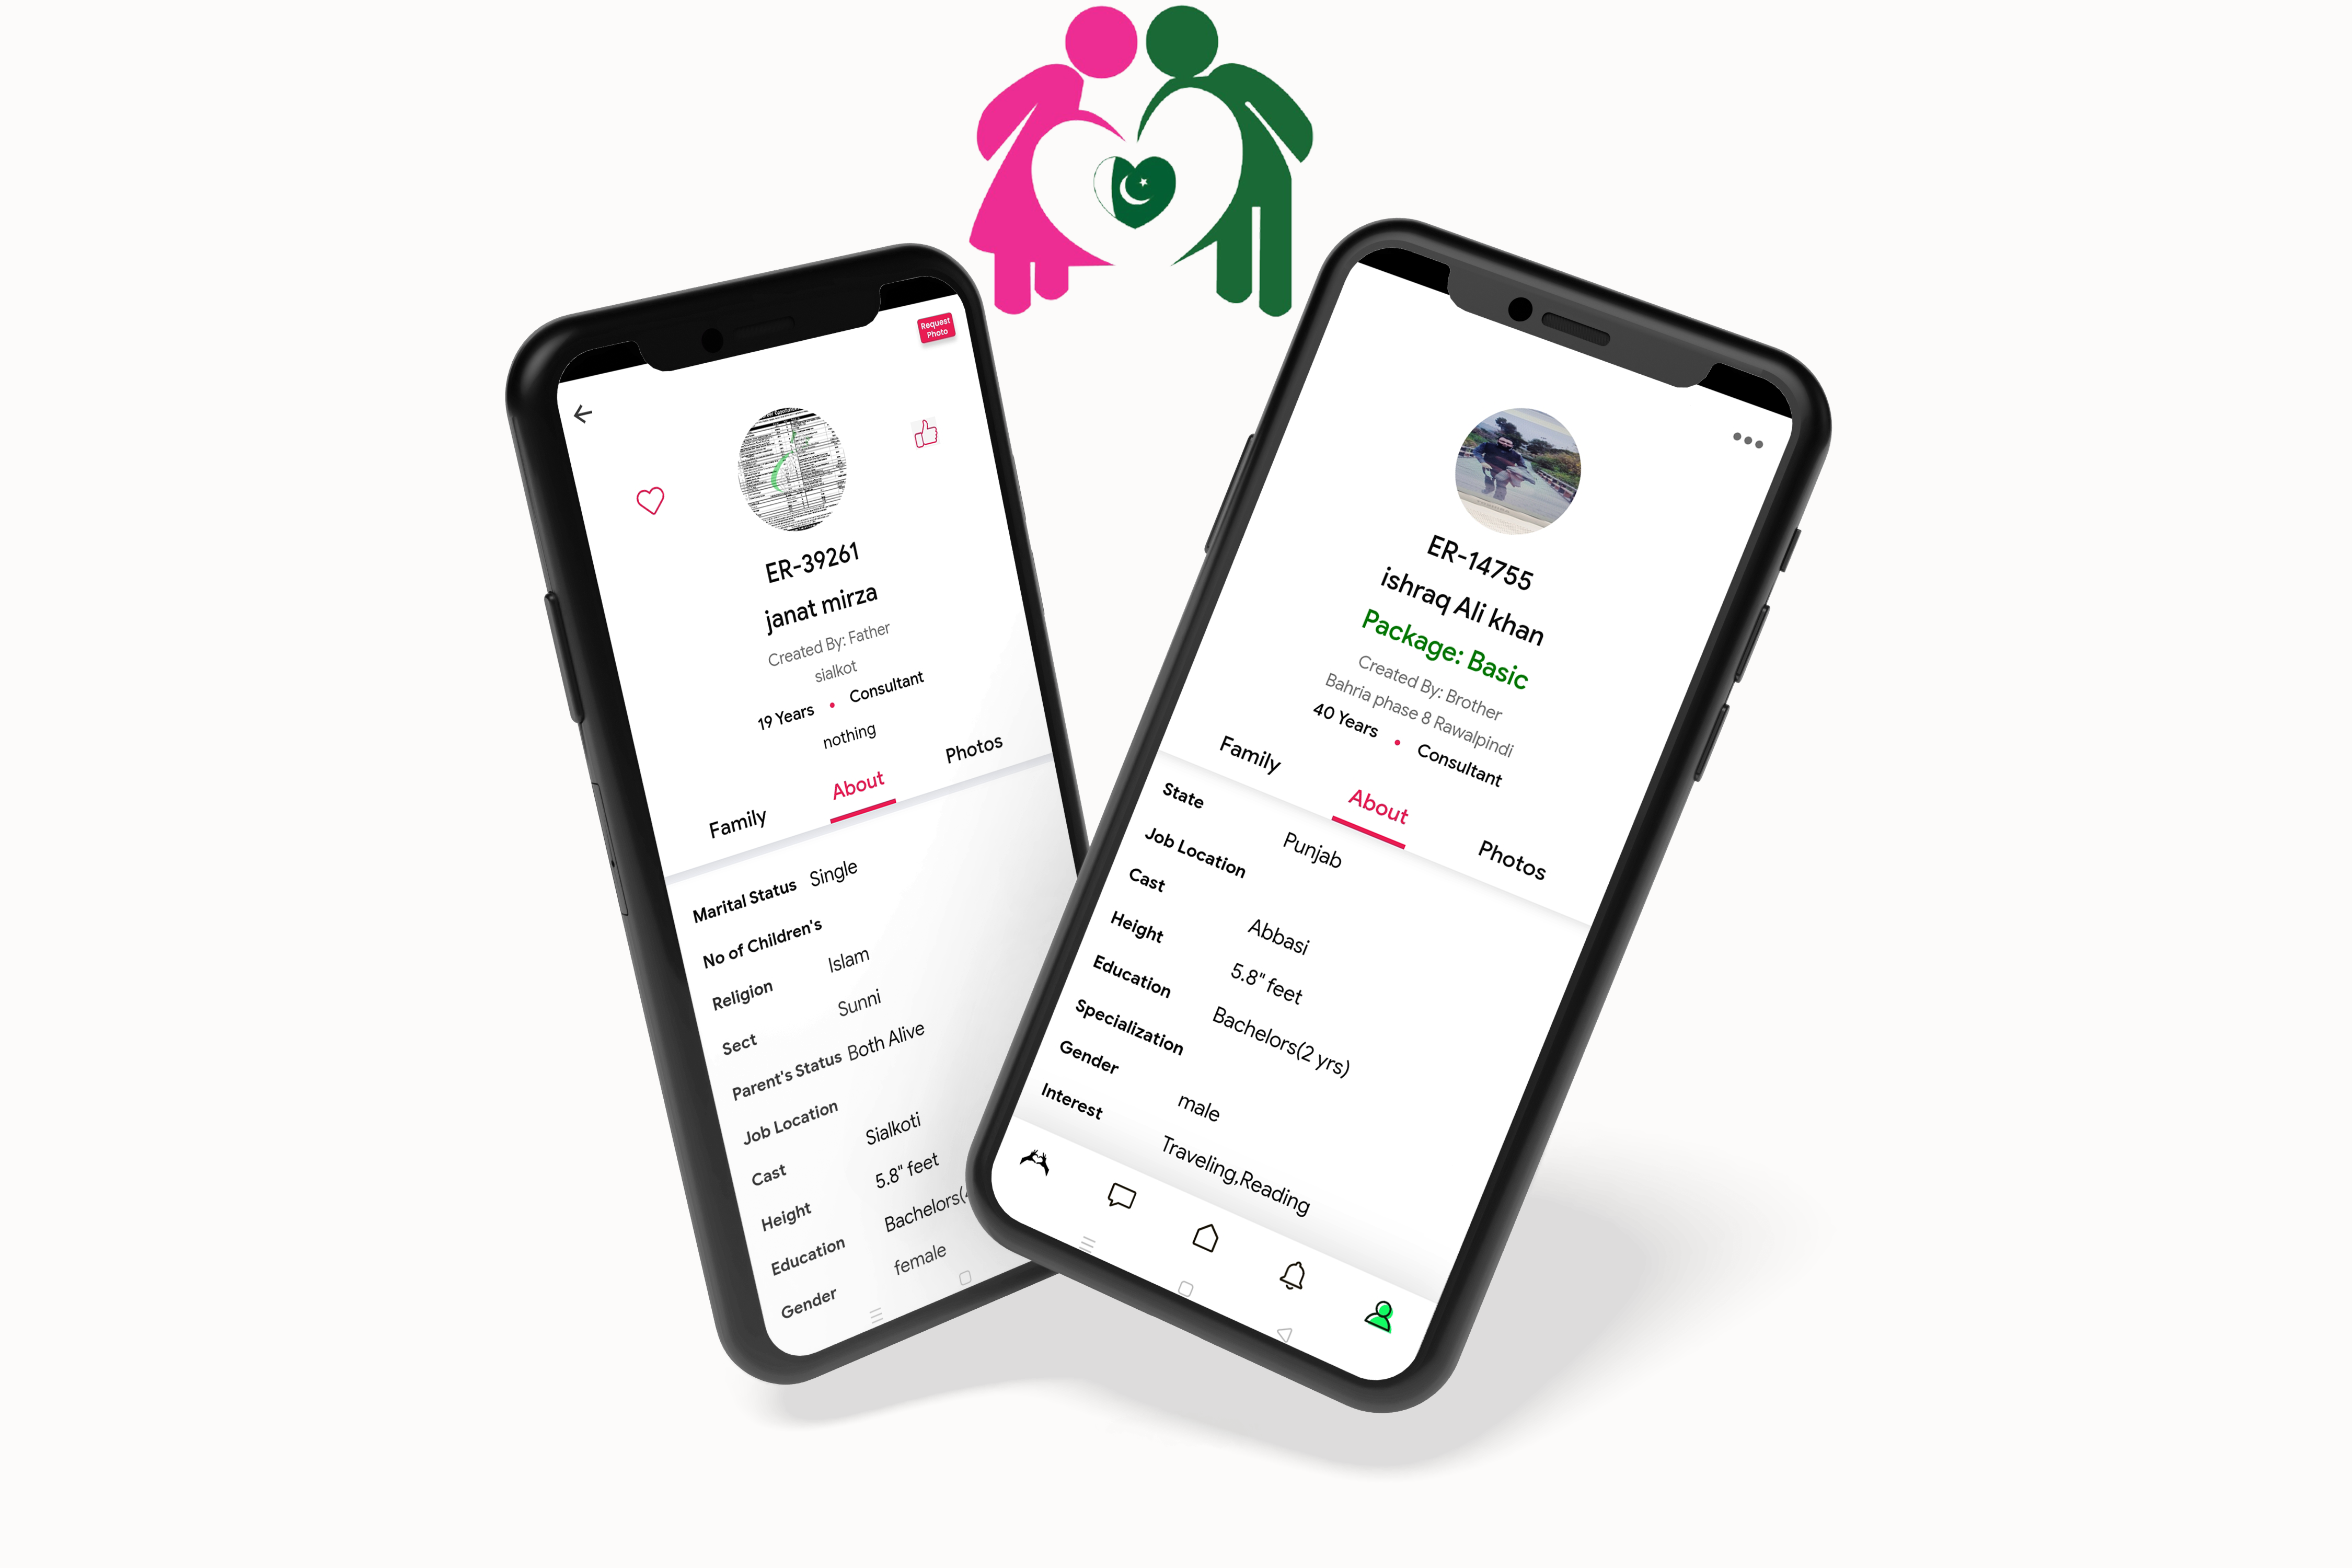 Request
Photo
ER-39261
janat mirza
Created By: Father
sialkot
19 Years • Consultant
nothing
Family About Photos
Marital Status Single
No of Children's
Religion Islam
Sect Sunni
Parent's Status Both Alive
Job Location
Cast Sialkoti
Height 5.8" feet
Education Bachelors(
Gender female
ER-14755
ishraq Ali khan
Package: Basic
Created By: Brother
Bahria phase 8 Rawalpindi
40 Years • Consultant
Family About Photos
State Punjab
Job Location
Cast Abbasi
Height 5.8" feet
Education Bachelors(2 yrs)
Specialization
Gender male
Interest Traveling,Reading